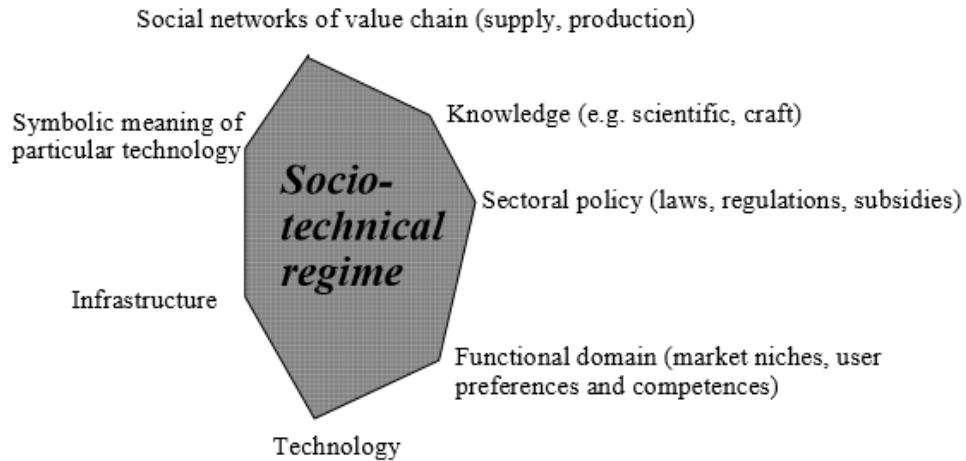 Social networks of value chain (supply, production)
Knowledge (e.g. scientific, craft)
Symbolic meaning of
particular technology
Socio-
technical
regime
Sectoral policy (laws, regulations, subsidies)
Infrastructure
Functional domain (market niches, user
preferences and competences)
Technology